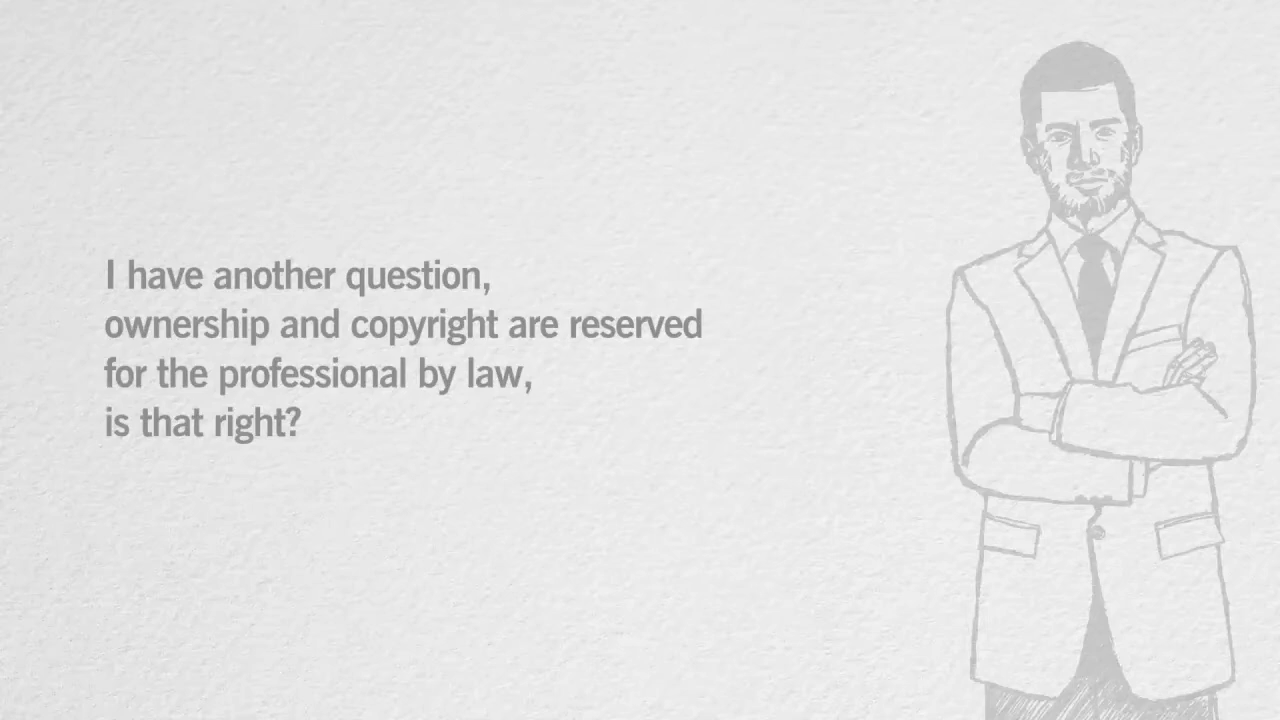 I have another question,
ownership and copyright are reserved
for the professional by law,
is that right?